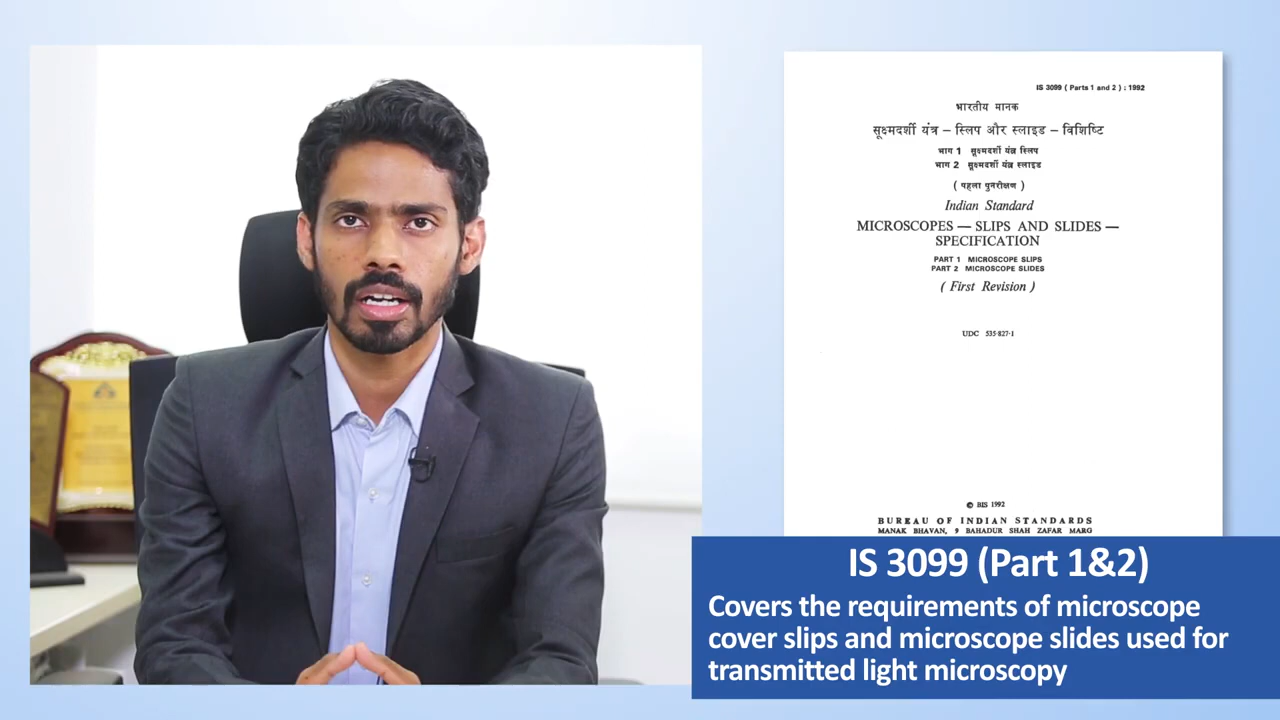 IS 3099 ( Parts 1 and 2 ) : 1992
भारतीय मानक
सूक्ष्मदर्शी यंत्र – स्लिप और स्लाइड – विशिष्टि
भाग 1 सूक्ष्मदर्शी यंत्र स्लिप
भाग 2 सूक्ष्मदर्शी यंत्र स्लाइड
( पहला पुनरीक्षण )
Indian Standard
MICROSCOPES — SLIPS AND SLIDES —
SPECIFICATION
PART 1 MICROSCOPE SLIPS
PART 2 MICROSCOPE SLIDES
( First Revision )
UDC 535·827·1
© BIS 1992
BUREAU OF INDIAN STANDARDS
MANAK BHAVAN, 9 BAHADUR SHAH ZAFAR MARG
IS 3099 (Part 1&2)
Covers the requirements of microscope
cover slips and microscope slides used for
transmitted light microscopy